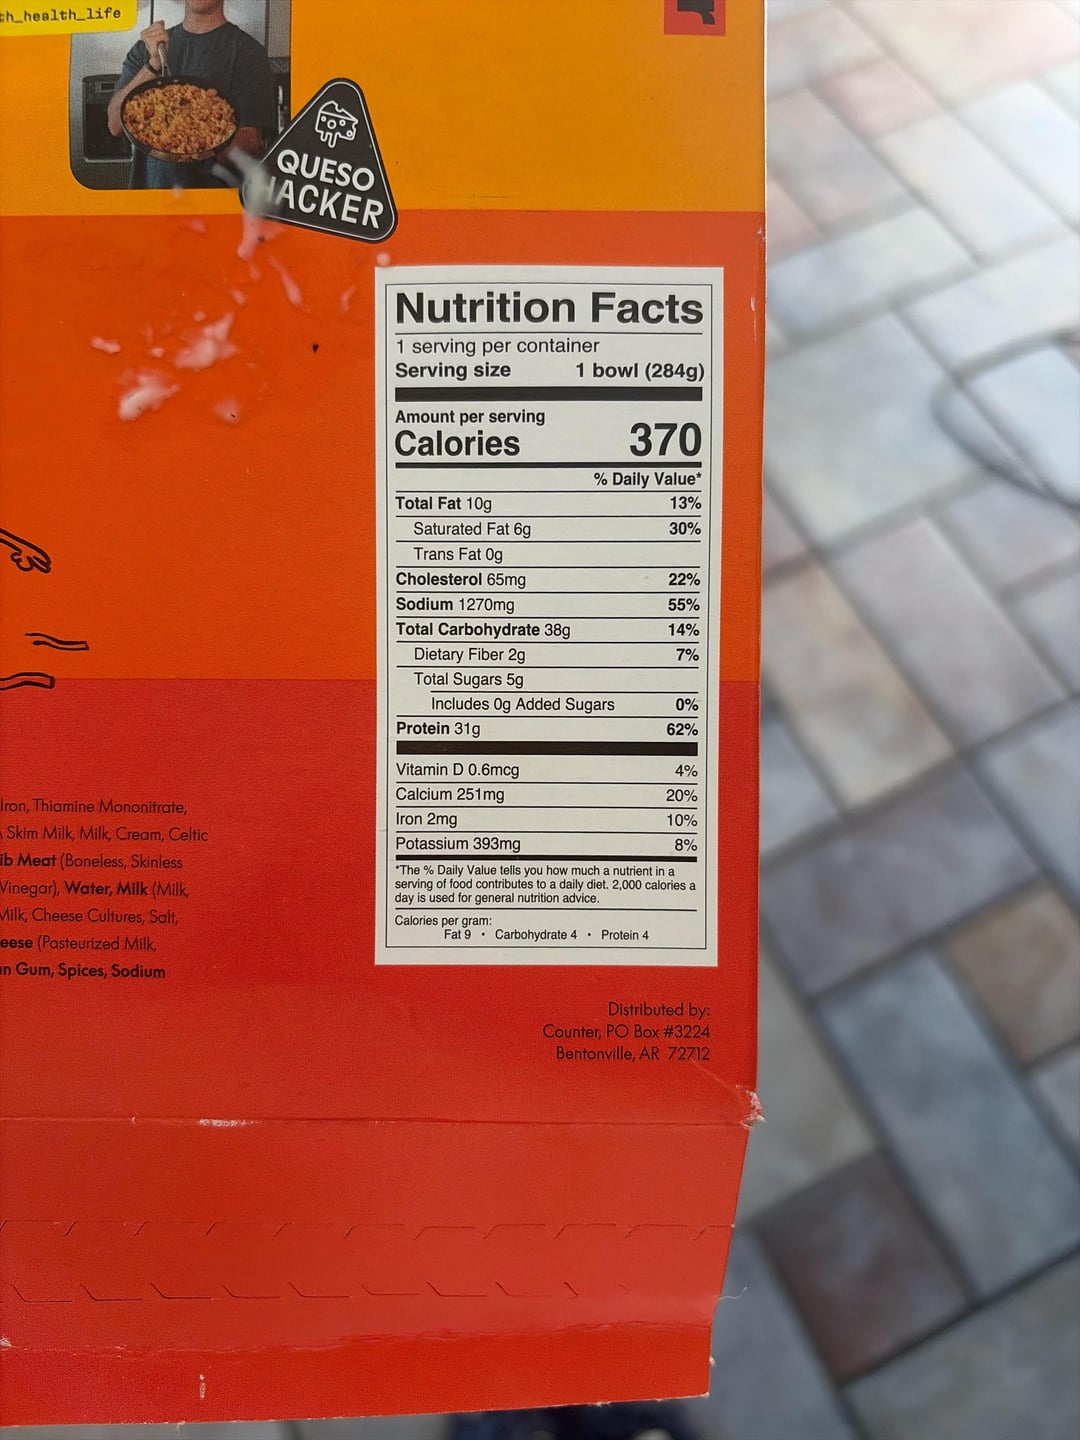 th_health_life
QUESO
HACKER
Nutrition Facts
1 serving per container
Serving size 1 bowl (284g)
Amount per serving
Calories 370
% Daily Value*
Total Fat 10g 13%
Saturated Fat 6g 30%
Trans Fat 0g
Cholesterol 65mg 22%
Sodium 1270mg 55%
Total Carbohydrate 38g 14%
Dietary Fiber 2g 7%
Total Sugars 5g
Includes 0g Added Sugars 0%
Protein 31g 62%
Vitamin D 0.6mcg 4%
Calcium 251mg 20%
Iron 2mg 10%
Potassium 393mg 8%
*The % Daily Value tells you how much a nutrient in a
serving of food contributes to a daily diet. 2,000 calories a
day is used for general nutrition advice.
Calories per gram:
Fat 9 • Carbohydrate 4 • Protein 4
Iron, Thiamine Mononitrate,
Skim Milk, Milk, Cream, Celtic
ib Meat (Boneless, Skinless
Vinegar), Water, Milk (Milk,
Milk, Cheese Cultures, Salt,
eese (Pasteurized Milk,
an Gum, Spices, Sodium
Distributed by:
Counter, PO Box #3224
Bentonville, AR 72712